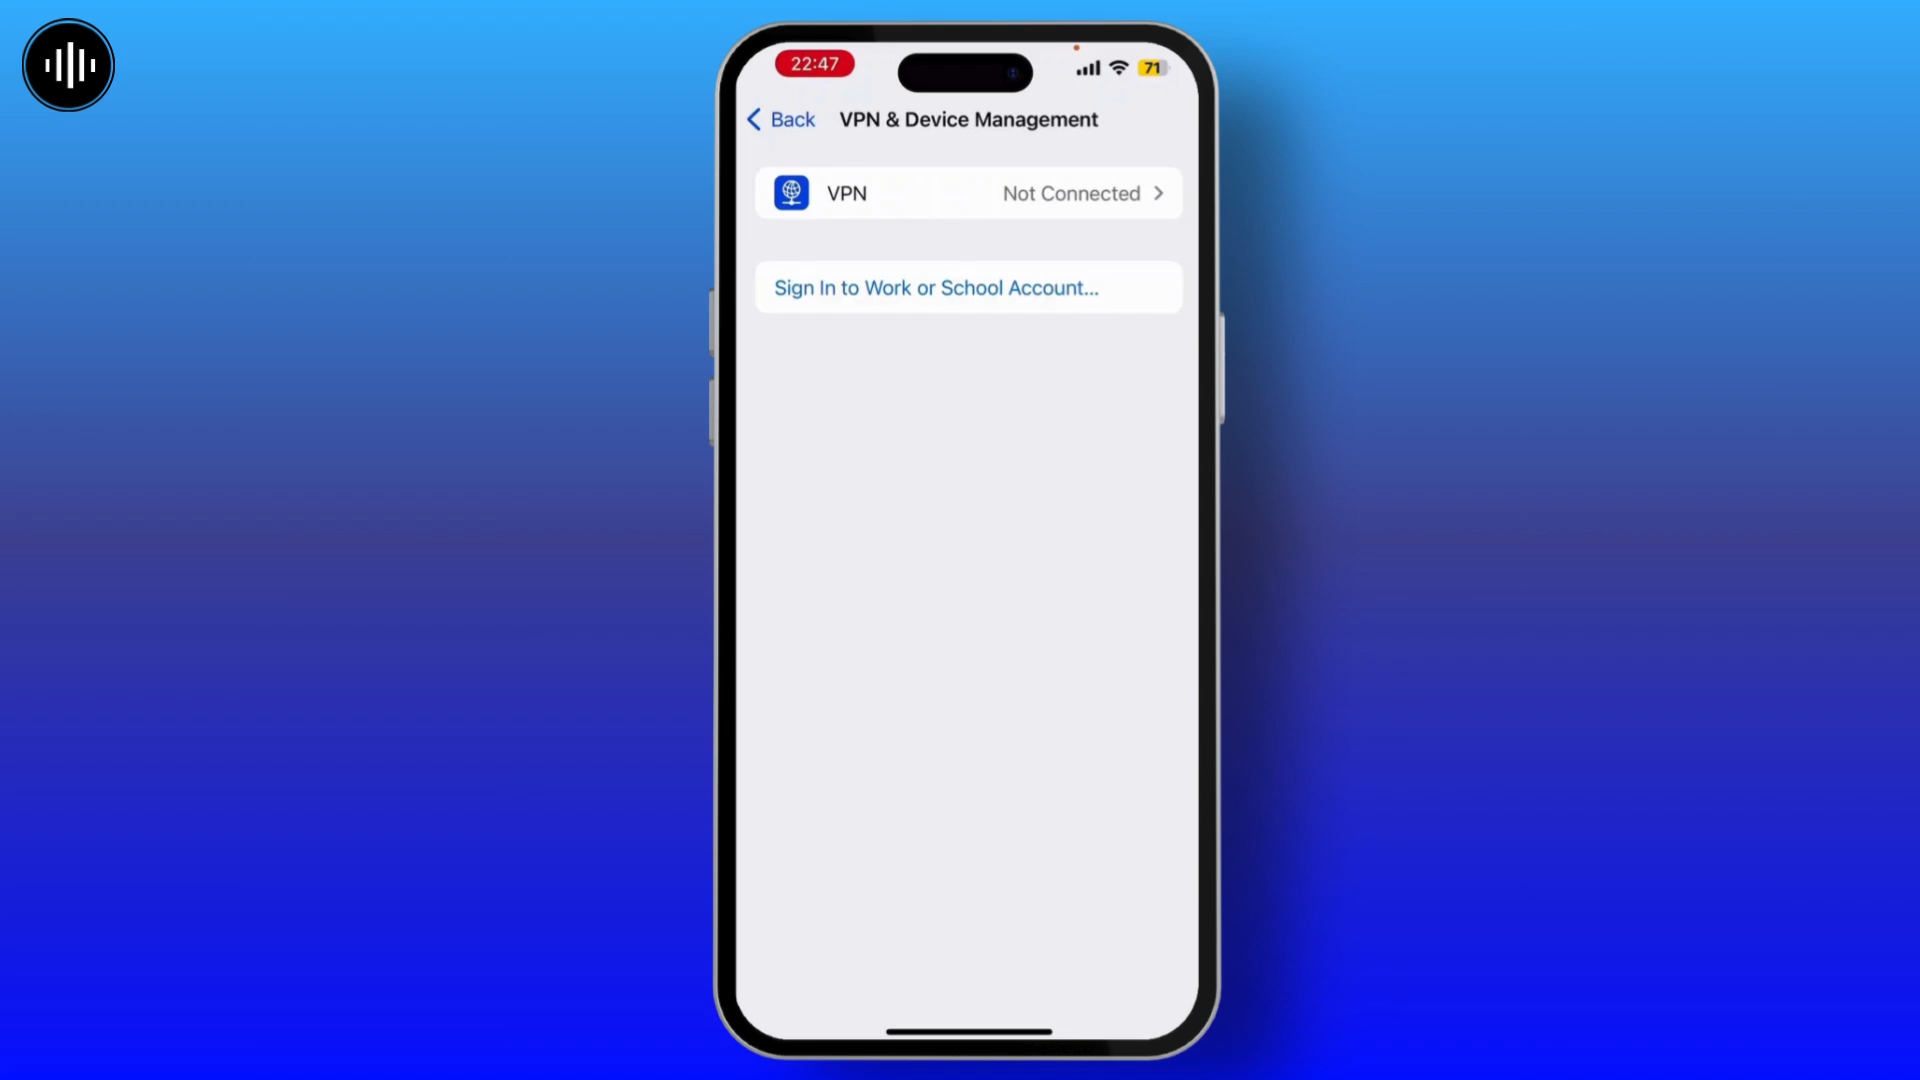 22:47
71
Back
VPN & Device Management
VPN
Not Connected
Sign In to Work or School Account...